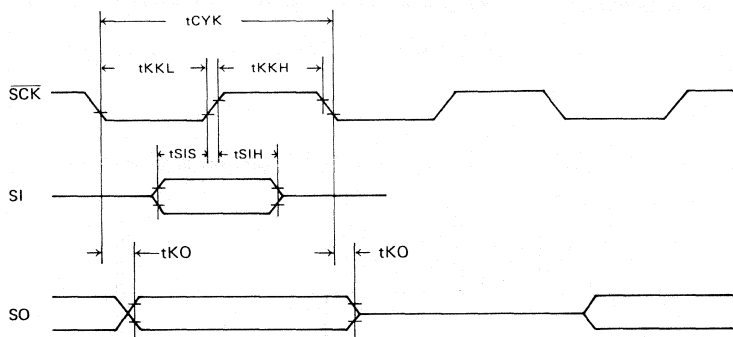 tCYK
tKKL tKKH
SCK
tSIS tSIH
SI
tKO tKO
SO